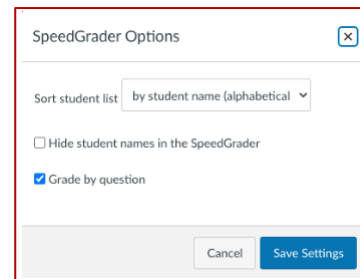 SpeedGrader Options
Sort student list by student name (alphabetical
Hide student names in the SpeedGrader
Grade by question
Cancel Save Settings